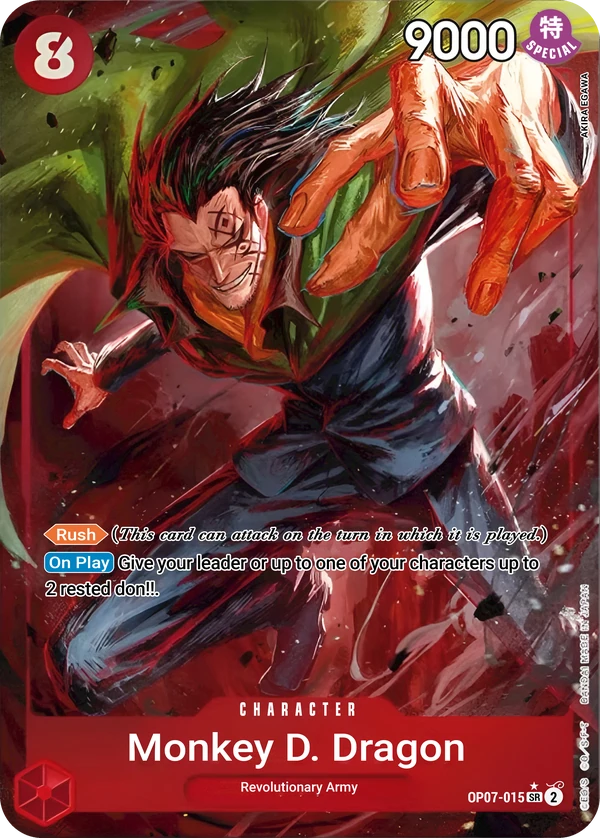 8
9000
特
SPECIAL
AKIRA EGAWA
Rush (This card can attack on the turn in which it is played.)
On Play Give your leader or up to one of your characters up to
2 rested don!!.
BANDAI MADE IN JAPAN
CHARACTER
Monkey D. Dragon
Revolutionary Army
OP07-015 SR 2